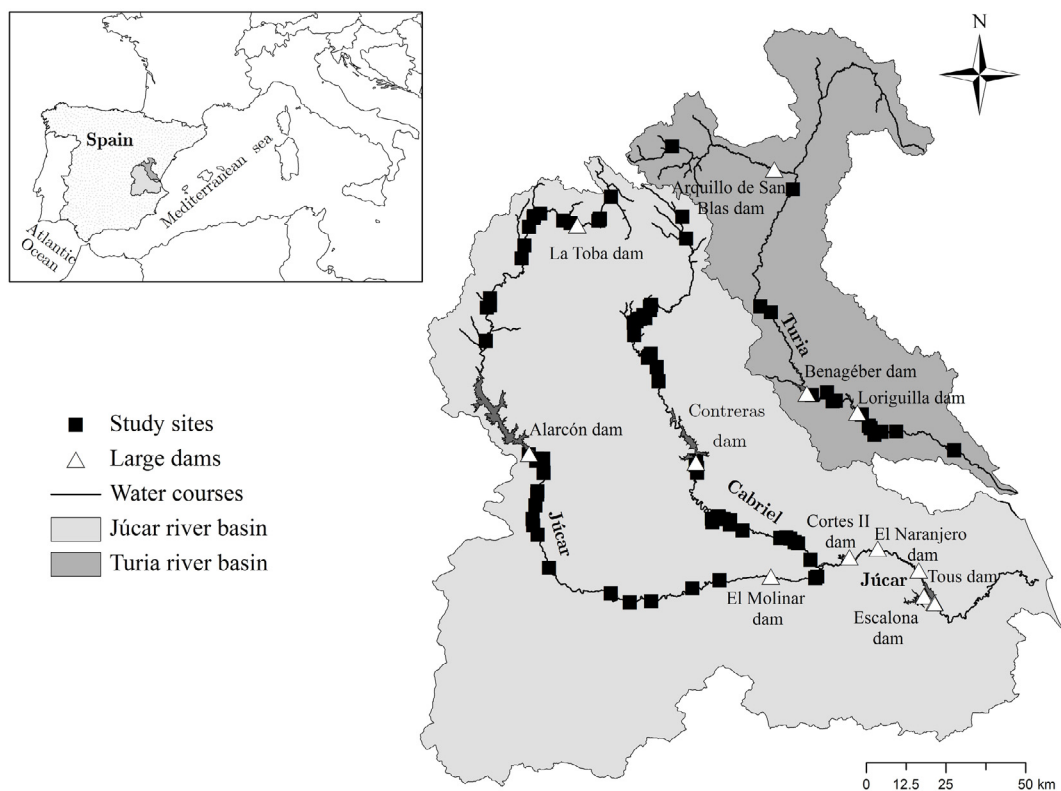 Spain
Mediterranean sea
Atlantic
Ocean
N
Arquillo de San
Blas dam
La Toba dam
Turia
Benagéber dam
Loriguilla dam
Contreras
dam
Alarcón dam
Study sites
Large dams
Water courses
Júcar river basin
Turia river basin
Júcar
Cabriel
Cortes II
dam
El Naranjero
dam
Júcar
Tous dam
El Molinar
dam
Escalona
dam
0 12.5 25 50 km